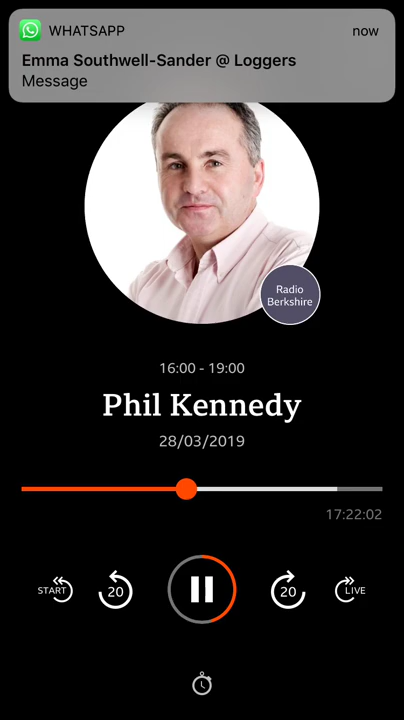 WHATSAPP now
Emma Southwell-Sander @ Loggers
Message
Radio
Berkshire
16:00 - 19:00
Phil Kennedy
28/03/2019
17:22:02
START 20 20 LIVE